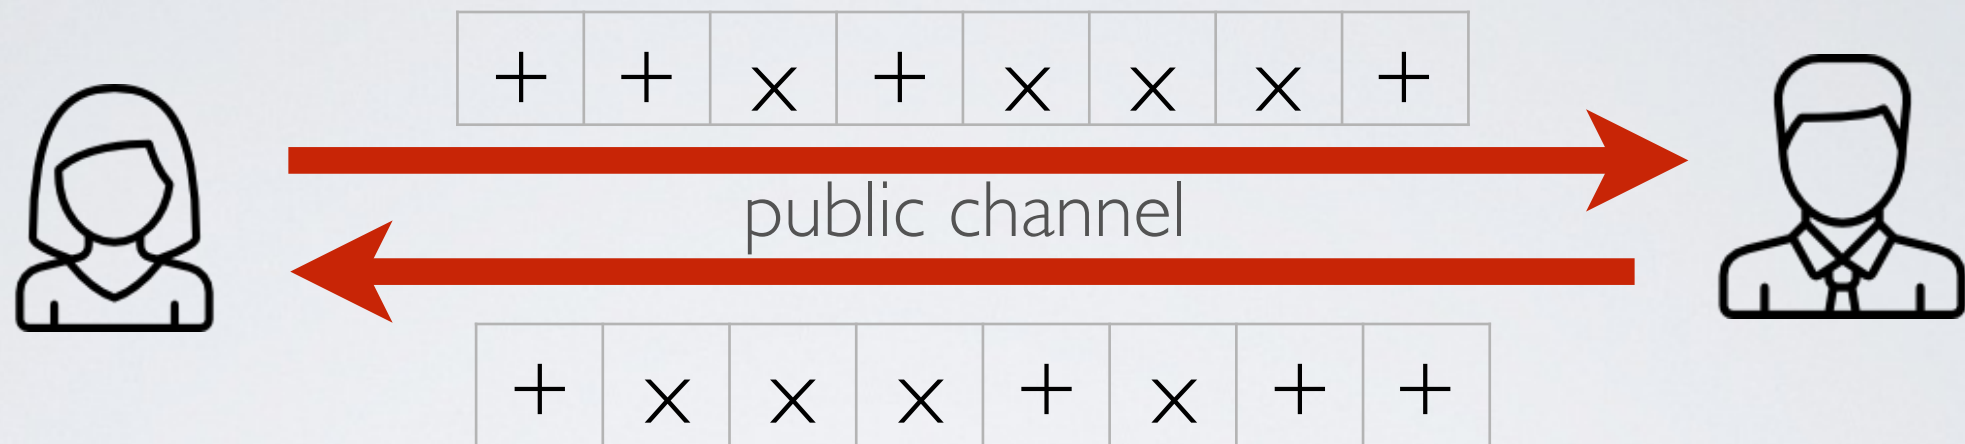 + + x + x x x +
public channel
+ x x x + x + +